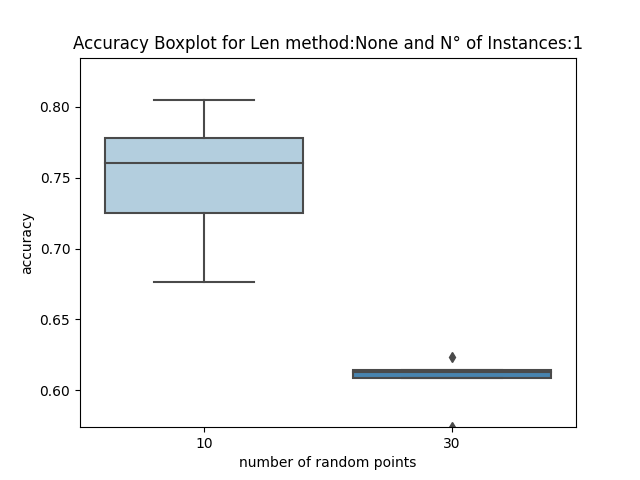 Accuracy Boxplot for Len method:None and N° of Instances:1
0.80
0.75
0.70
0.65
0.60
accuracy
10 30
number of random points